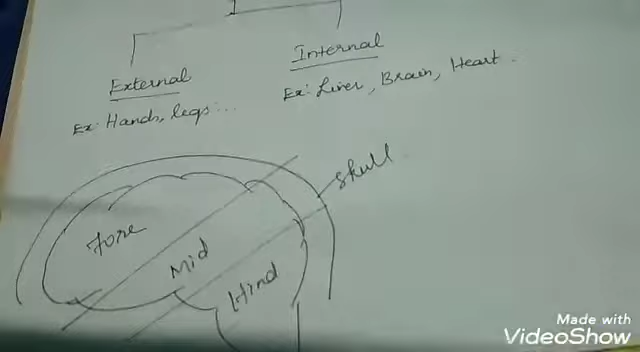 External
Internal
Ex: Hands, legs...
Ex: Liver, Brain, Heart.
Skull
Fore
Mid
Hind
Made with
VideoShow